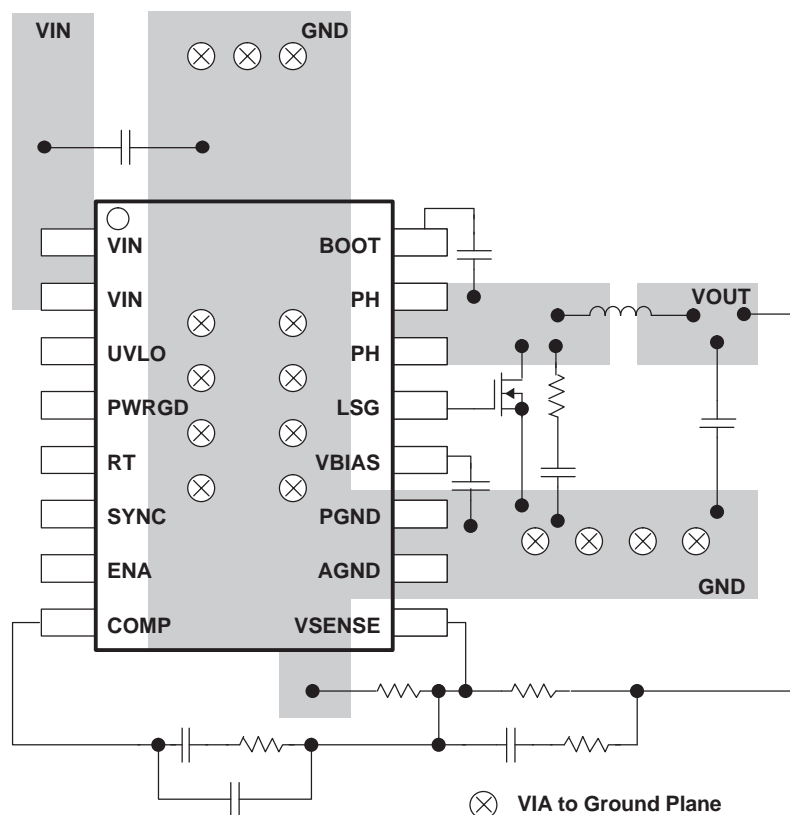 VIN
GND
VIN
BOOT
VIN
PH
VOUT
UVLO
PH
PWRGD
LSG
RT
VBIAS
SYNC
PGND
ENA
AGND
GND
COMP
VSENSE
VIA to Ground Plane